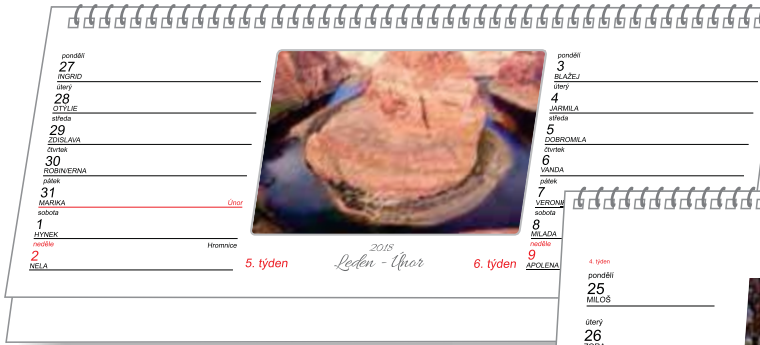 pondělí
27
INGRID
úterý
28
OTÝLIE
středa
29
ZDISLAVA
čtvrtek
30
ROBIN/ERNA
pátek
31
MARIKA Únor
sobota
1
HYNEK
neděle Hromnice
2
NELA
5. týden
2018
Leden - Únor
6. týden
pondělí
3
BLAŽEJ
úterý
4
JARMILA
středa
5
DOBROMILA
čtvrtek
6
VANDA
pátek
7
sobota
8
MILADA
neděle
9
APOLENA
4. týden
pondělí
25
MILOŠ
úterý
26